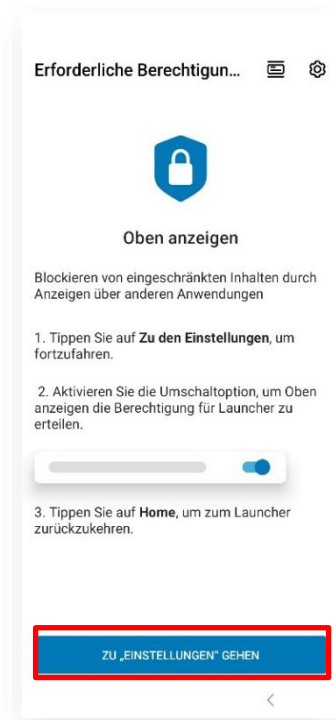 Erforderliche Berechtigun...
Oben anzeigen
Blockieren von eingeschränkten Inhalten durch
Anzeigen über anderen Anwendungen
1. Tippen Sie auf Zu den Einstellungen, um
fortzufahren.
2. Aktivieren Sie die Umschaltoption, um Oben
anzeigen die Berechtigung für Launcher zu
erteilen.
3. Tippen Sie auf Home, um zum Launcher
zurückzukehren.
ZU „EINSTELLUNGEN" GEHEN